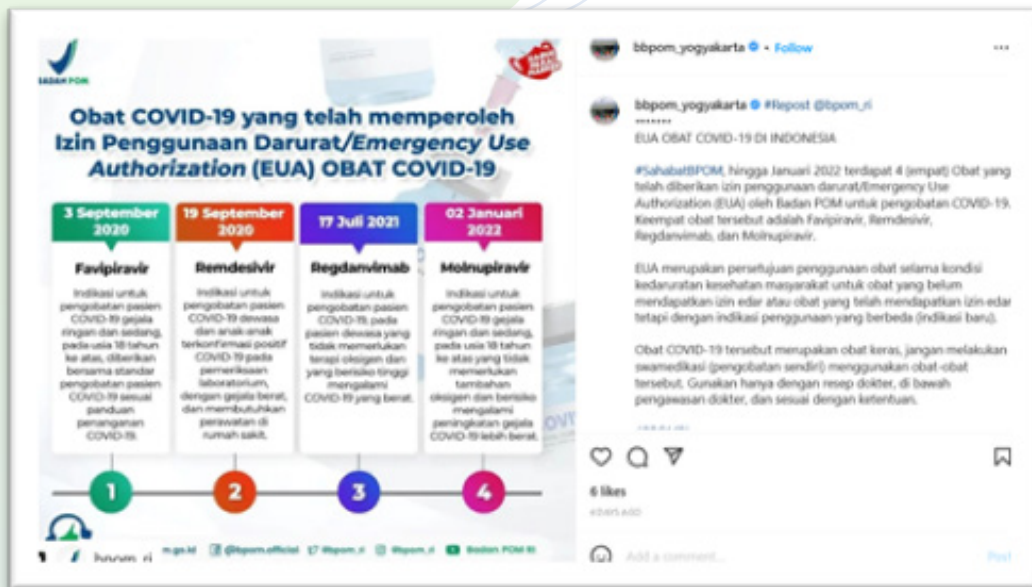 BADAN POM
Obat COVID-19 yang telah memperoleh
Izin Penggunaan Darurat/Emergency Use
Authorization (EUA) OBAT COVID-19
3 September
2020
Favipiravir
Indikasi untuk
pengobatan pasien
COVID-19 gejala
ringan dan sedang,
pada usia 18 tahun
ke atas, diberikan
bersama standar
pengobatan pasien
COVID-19 sesuai
panduan
penanganan
COVID-19.
1
19 September
2020
Remdesivir
Indikasi untuk
pengobatan pasien
COVID-19 dewasa
dan anak-anak
terkonfirmasi positif
COVID-19 pada
pemeriksaan
laboratorium,
dengan gejala berat,
dan membutuhkan
perawatan di
rumah sakit.
2
17 Juli 2021
Regdanvimab
Indikasi untuk
pengobatan pasien
COVID-19, pada
pasien dewasa yang
tidak memerlukan
terapi oksigen dan
yang berisiko tinggi
mengalami
COVID-19 yang berat.
3
02 Januari
2022
Molnupiravir
Indikasi untuk
pengobatan pasien
COVID-19 gejala
ringan dan sedang,
pada usia 18 tahun
ke atas yang tidak
memerlukan
tambahan
oksigen dan berisiko
mengalami
peningkatan gejala
COVID-19 lebih berat.
4
bpom_ri
m.go.id @bpom.official @bpom_ri @bpom_ri Badan POM RI
bbpom_yogyakarta • Follow
bbpom_yogyakarta #Repost @bpom_ri
•••••••
EUA OBAT COVID-19 DI INDONESIA
#SahabatBPOM, hingga Januari 2022 terdapat 4 (empat) Obat yang
telah diberikan izin penggunaan darurat/Emergency Use
Authorization (EUA) oleh Badan POM untuk pengobatan COVID-19.
Keempat obat tersebut adalah Favipiravir, Remdesivir,
Regdanvimab, dan Molnupiravir.
EUA merupakan persetujuan penggunaan obat selama kondisi
kedaruratan kesehatan masyarakat untuk obat yang belum
mendapatkan izin edar atau obat yang telah mendapatkan izin edar
tetapi dengan indikasi penggunaan yang berbeda (indikasi baru).
Obat COVID-19 tersebut merupakan obat keras, jangan melakukan
swamedikasi (pengobatan sendiri) menggunakan obat-obat
tersebut. Gunakan hanya dengan resep dokter, di bawah
pengawasan dokter, dan sesuai dengan ketentuan.
6 likes
DAYS AGO
Add a comment...
Post